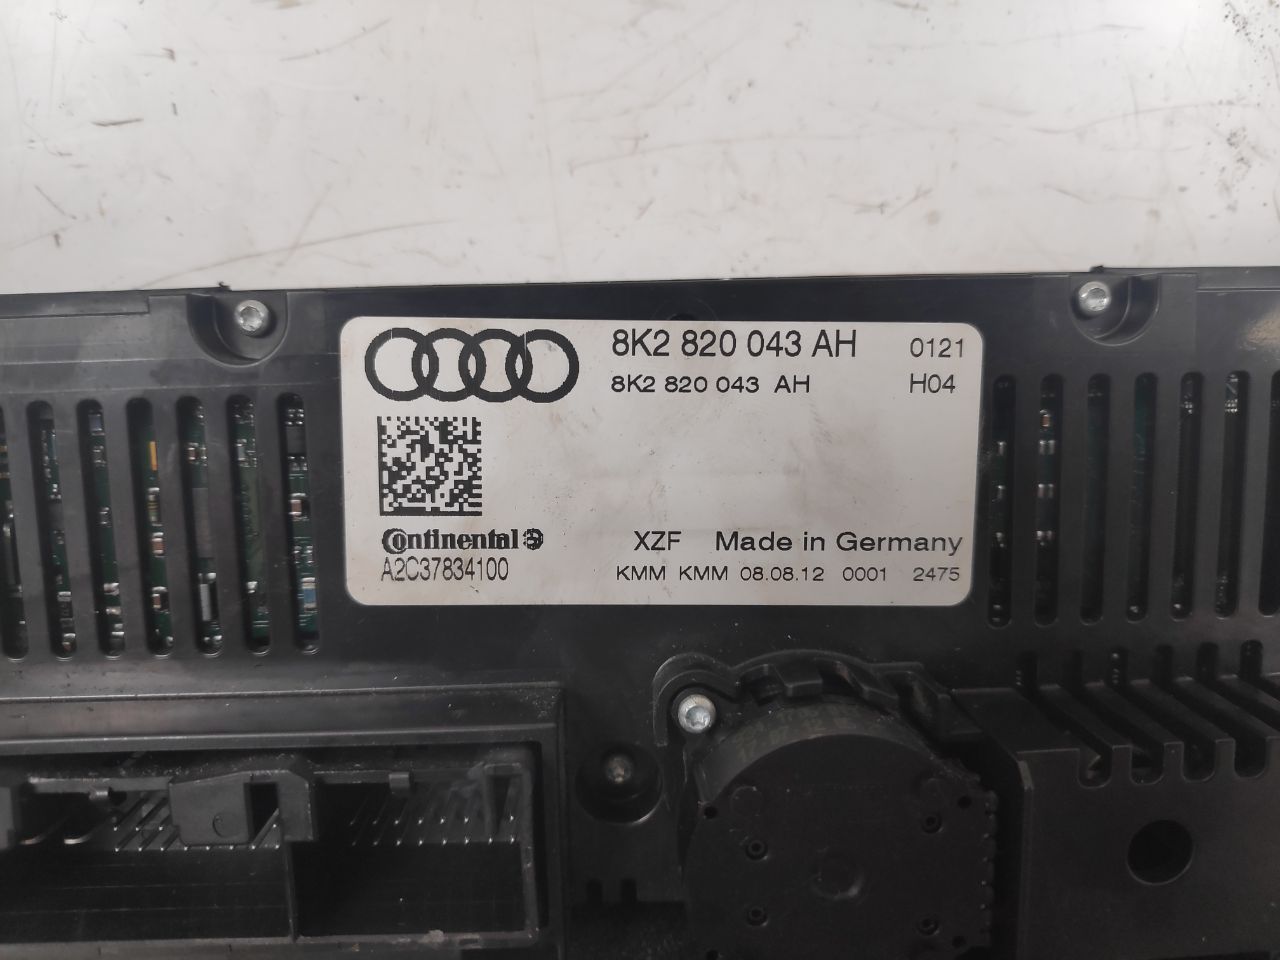 8K2 820 043 AH 0121
8K2 820 043 AH H04
Continental
A2C37834100
XZF Made in Germany
KMM KMM 08.08.12 0001 2475